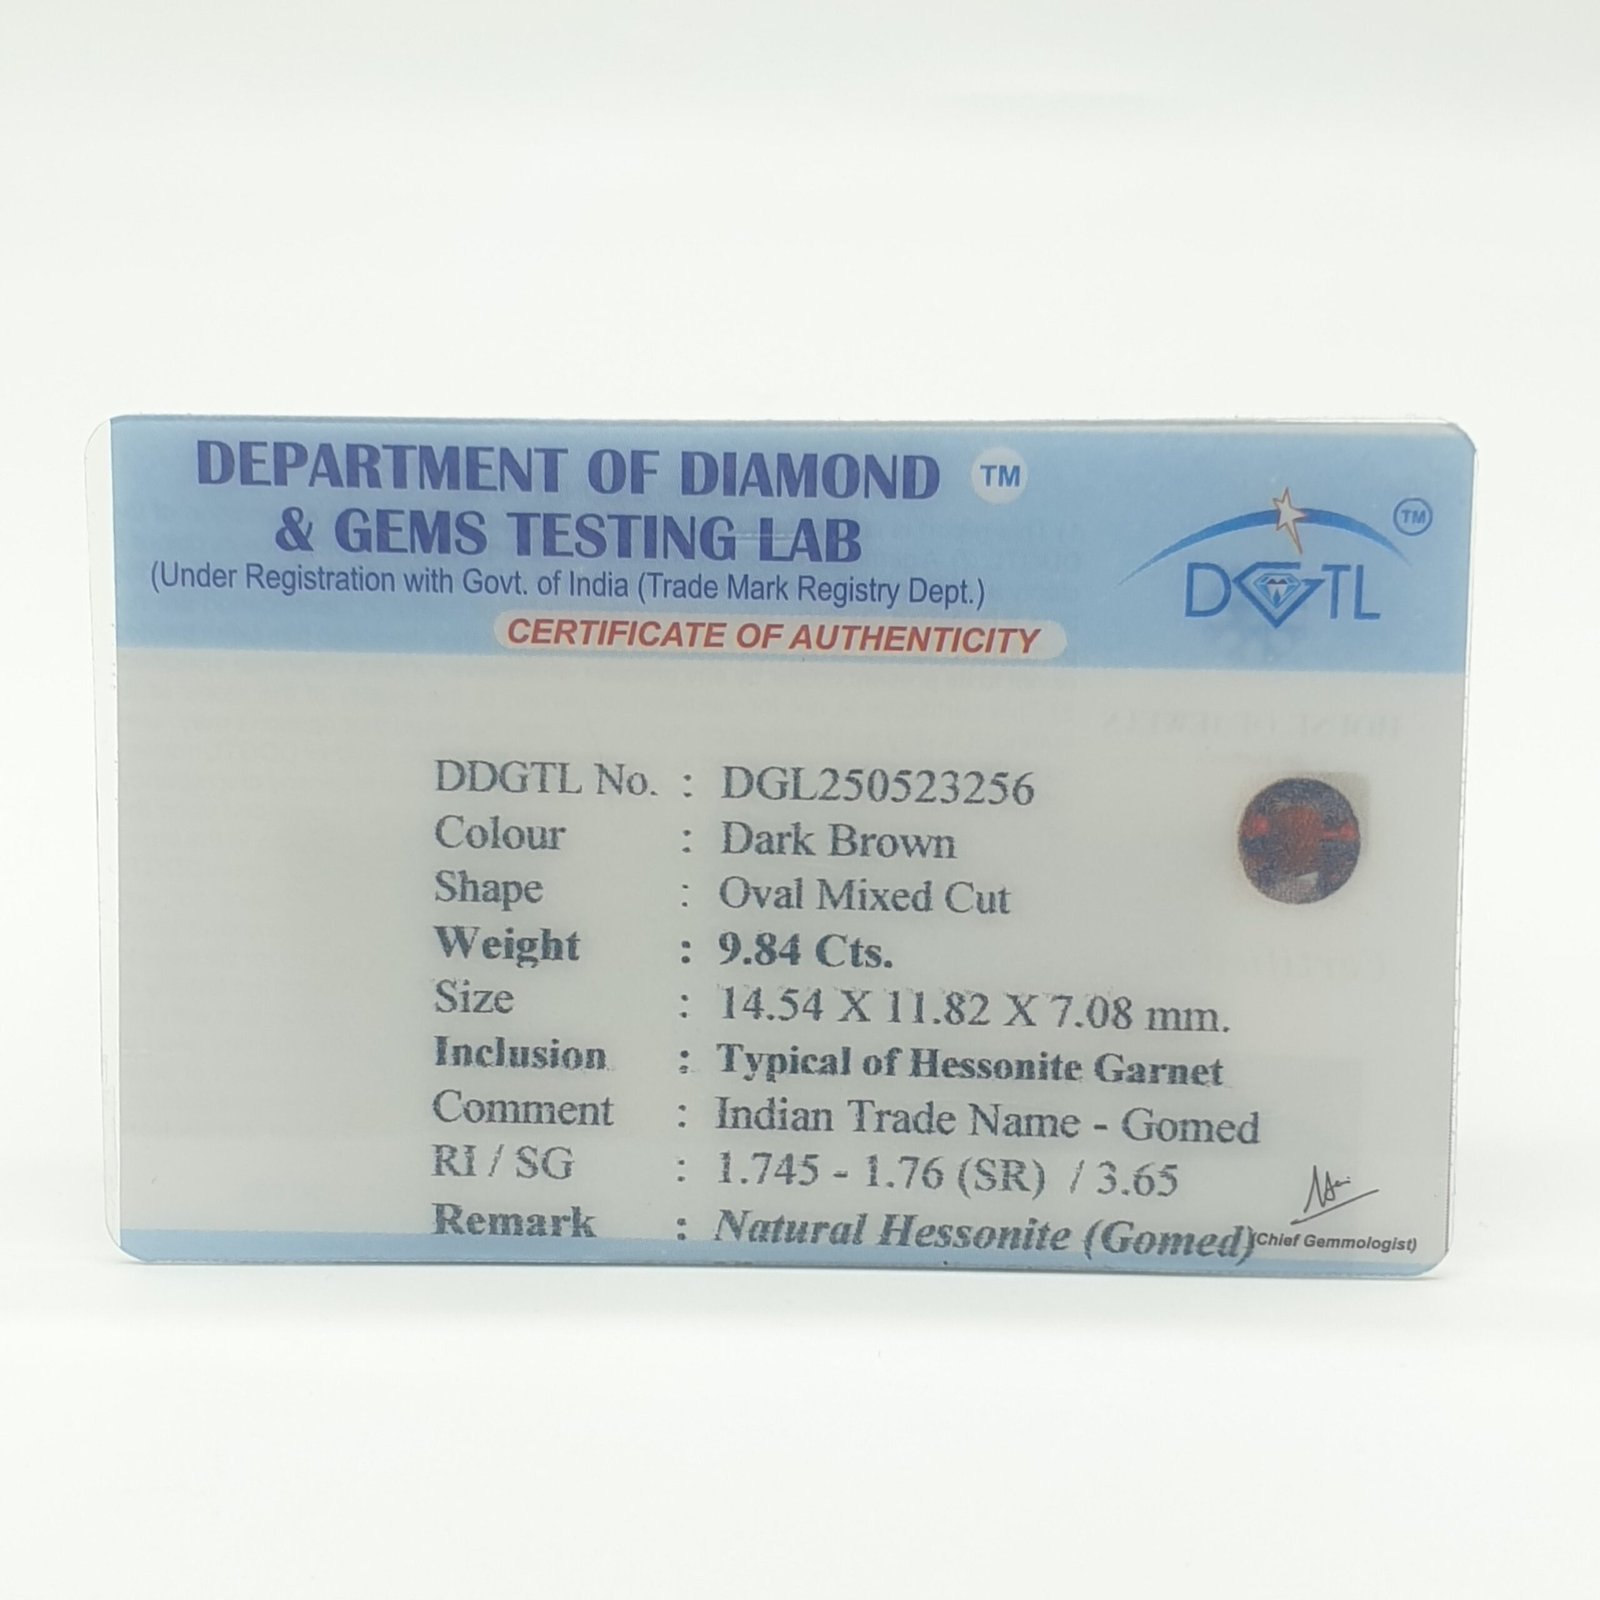 DEPARTMENT OF DIAMOND TM
& GEMS TESTING LAB
(Under Registration with Govt. of India (Trade Mark Registry Dept.)
CERTIFICATE OF AUTHENTICITY
TM
DGTL
DDGTL No. : DGL250523256
Colour : Dark Brown
Shape : Oval Mixed Cut
Weight : 9.84 Cts.
Size : 14.54 X 11.82 X 7.08 mm.
Inclusion : Typical of Hessonite Garnet
Comment : Indian Trade Name - Gomed
RI / SG : 1.745 - 1.76 (SR) / 3.65
Remark : Natural Hessonite (Gomed)
(Chief Gemmologist)